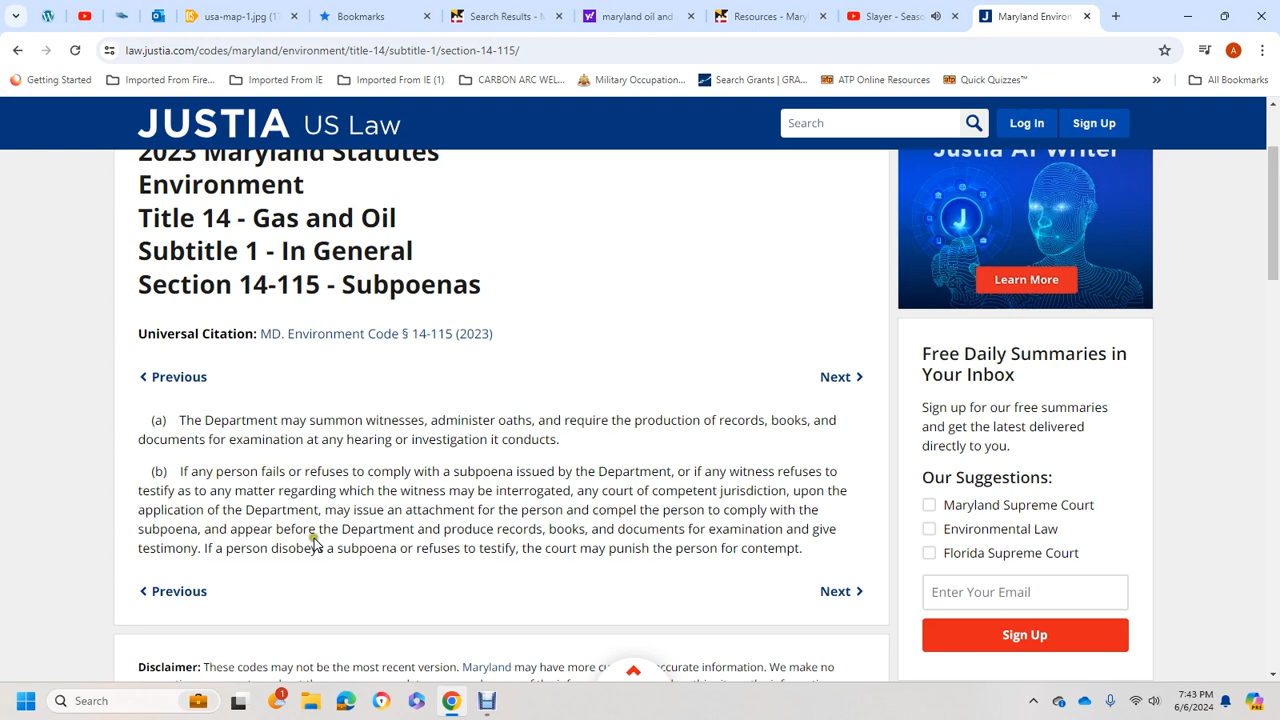 usa-map-1.jpg (1
Bookmarks
Search Results - M
maryland oil and
Resources - Mary
Slayer - Seas
Maryland Environ
law.justia.com/codes/maryland/environment/title-14/subtitle-1/section-14-115/
A
Getting Started
Imported From Fire...
Imported From IE
Imported From IE (1)
CARBON ARC WEL...
Military Occupation...
Search Grants | GRA...
ATP Online Resources
Quick Quizzes™
»
All Bookmarks
JUSTIA US Law
Search
Log In
Sign Up
2023 Maryland Statutes
Environment
Title 14 - Gas and Oil
Subtitle 1 - In General
Section 14-115 - Subpoenas
Universal Citation: MD. Environment Code § 14-115 (2023)
Previous
Next
(a) The Department may summon witnesses, administer oaths, and require the production of records, books, and
documents for examination at any hearing or investigation it conducts.
(b) If any person fails or refuses to comply with a subpoena issued by the Department, or if any witness refuses to
testify as to any matter regarding which the witness may be interrogated, any court of competent jurisdiction, upon the
application of the Department, may issue an attachment for the person and compel the person to comply with the
subpoena, and appear before the Department and produce records, books, and documents for examination and give
testimony. If a person disobeys a subpoena or refuses to testify, the court may punish the person for contempt.
Previous
Next
Disclaimer: These codes may not be the most recent version. Maryland may have more accurate information. We make no
Justia AI Writer
J
Learn More
Free Daily Summaries in
Your Inbox
Sign up for our free summaries
and get the latest delivered
directly to you.
Our Suggestions:
Maryland Supreme Court
Environmental Law
Florida Supreme Court
Enter Your Email
Sign Up
Search
1
7:43 PM
6/6/2024